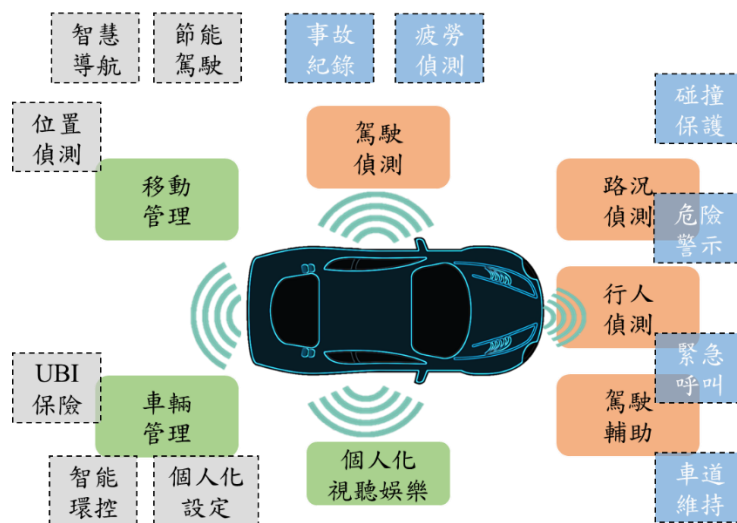 智慧
導航
節能
駕駛
事故
紀錄
疲勞
偵測
碰撞
保護
位置
偵測
駕駛
偵測
移動
管理
路況
偵測
危險
警示
行人
偵測
UBI
保險
車輛
管理
緊急
呼叫
駕駛
輔助
個人化
視聽娛樂
智能
環控
個人化
設定
車道
維持